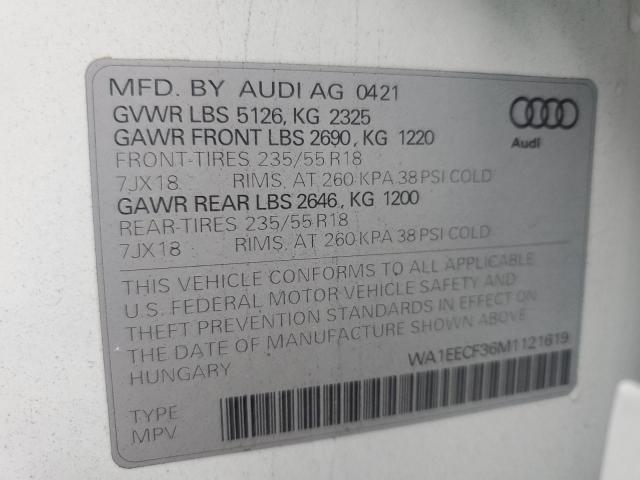 MFD. BY AUDI AG 0421
GVWR LBS 5126, KG 2325
GAWR FRONT LBS 2690, KG 1220
FRONT-TIRES 235/55 R18
7JX18 RIMS, AT 260 KPA 38 PSI COLD
GAWR REAR LBS 2646, KG 1200
REAR-TIRES 235/55 R18
7JX18 RIMS, AT 260 KPA 38 PSI COLD
Audi
THIS VEHICLE CONFORMS TO ALL APPLICABLE
U.S. FEDERAL MOTOR VEHICLE SAFETY AND
THEFT PREVENTION STANDARDS IN EFFECT ON
THE DATE OF MANUFACTURE SHOWN ABOVE
HUNGARY
WA1EECF36M1121619
TYPE
MPV